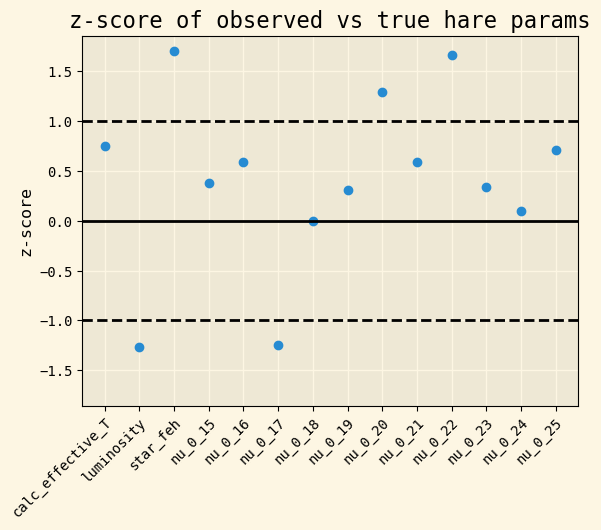 z-score of observed vs true hare params
z-score
1.5
1.0
0.5
0.0
−0.5
−1.0
−1.5
calc_effective_T
luminosity
star_feh
nu_0_15
nu_0_16
nu_0_17
nu_0_18
nu_0_19
nu_0_20
nu_0_21
nu_0_22
nu_0_23
nu_0_24
nu_0_25